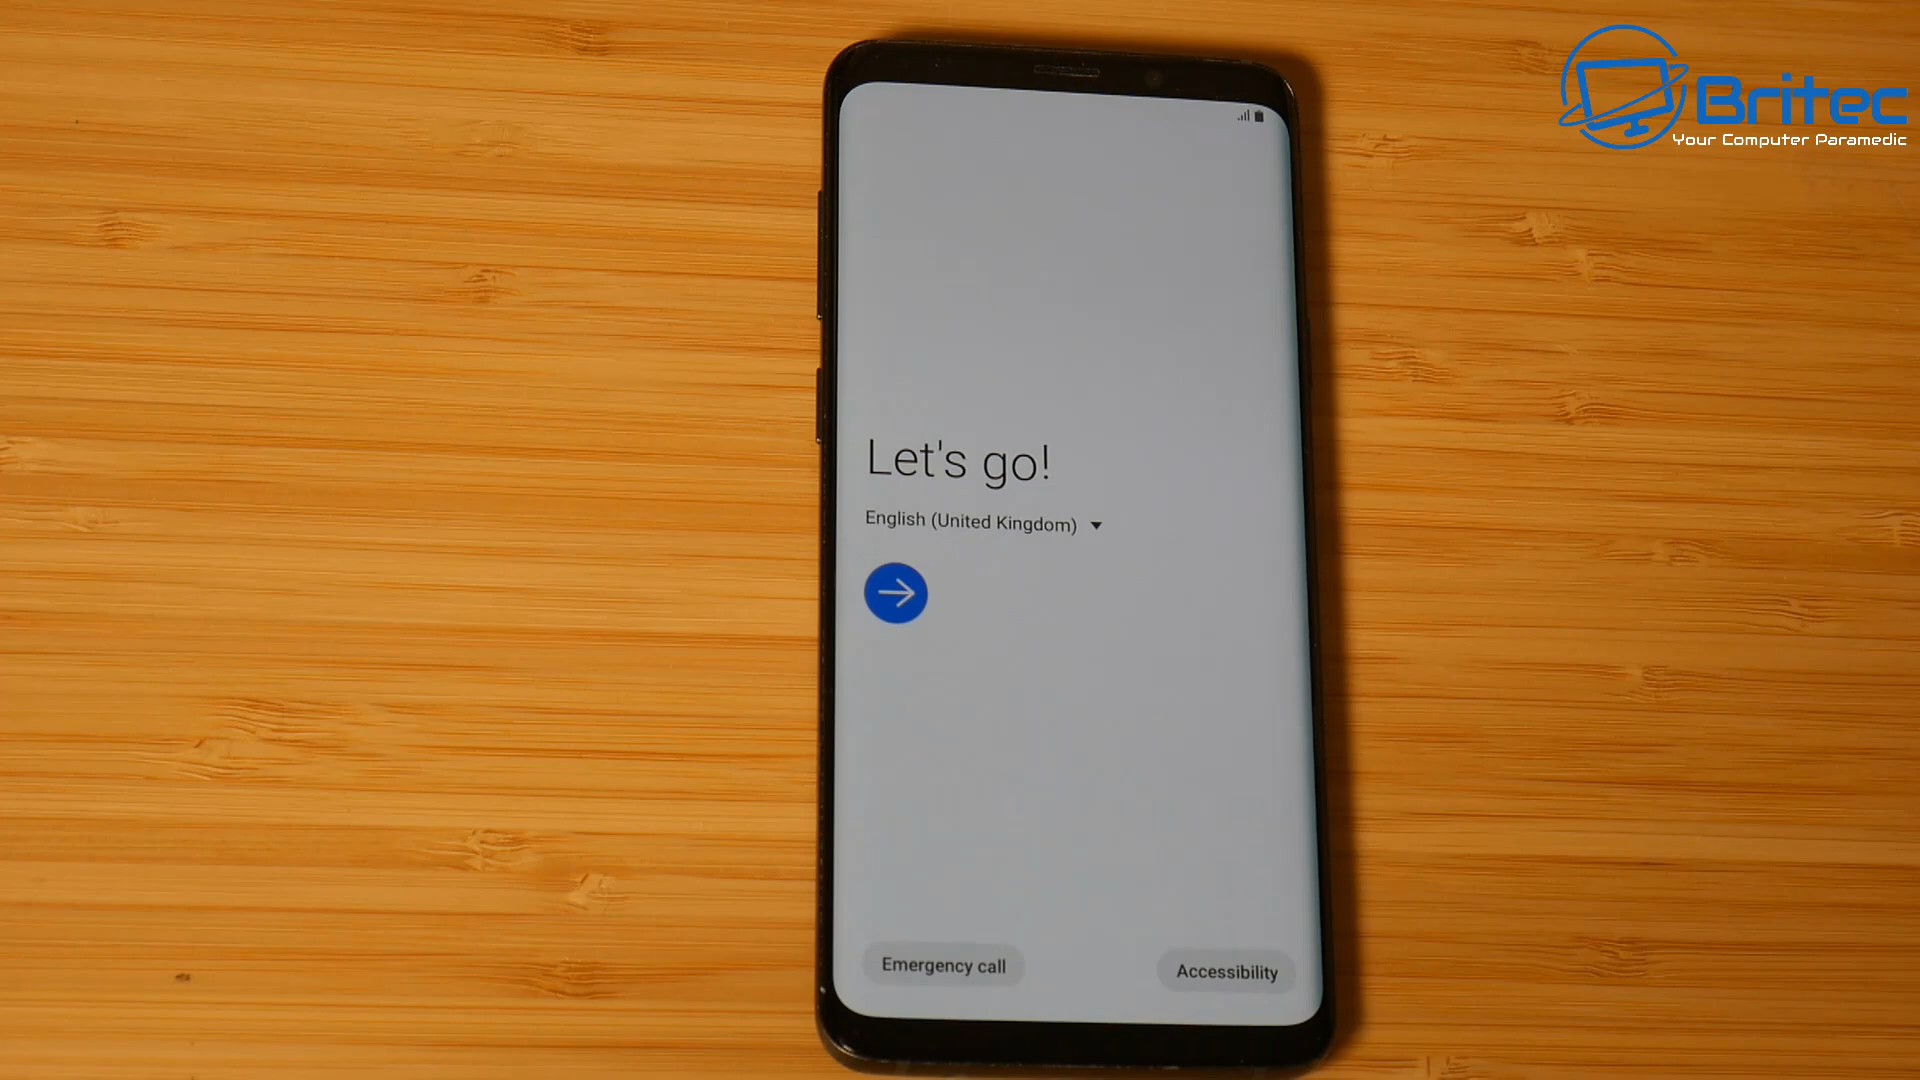 Britec
Your Computer Paramedic
Let's go!
English (United Kingdom)
Emergency call
Accessibility